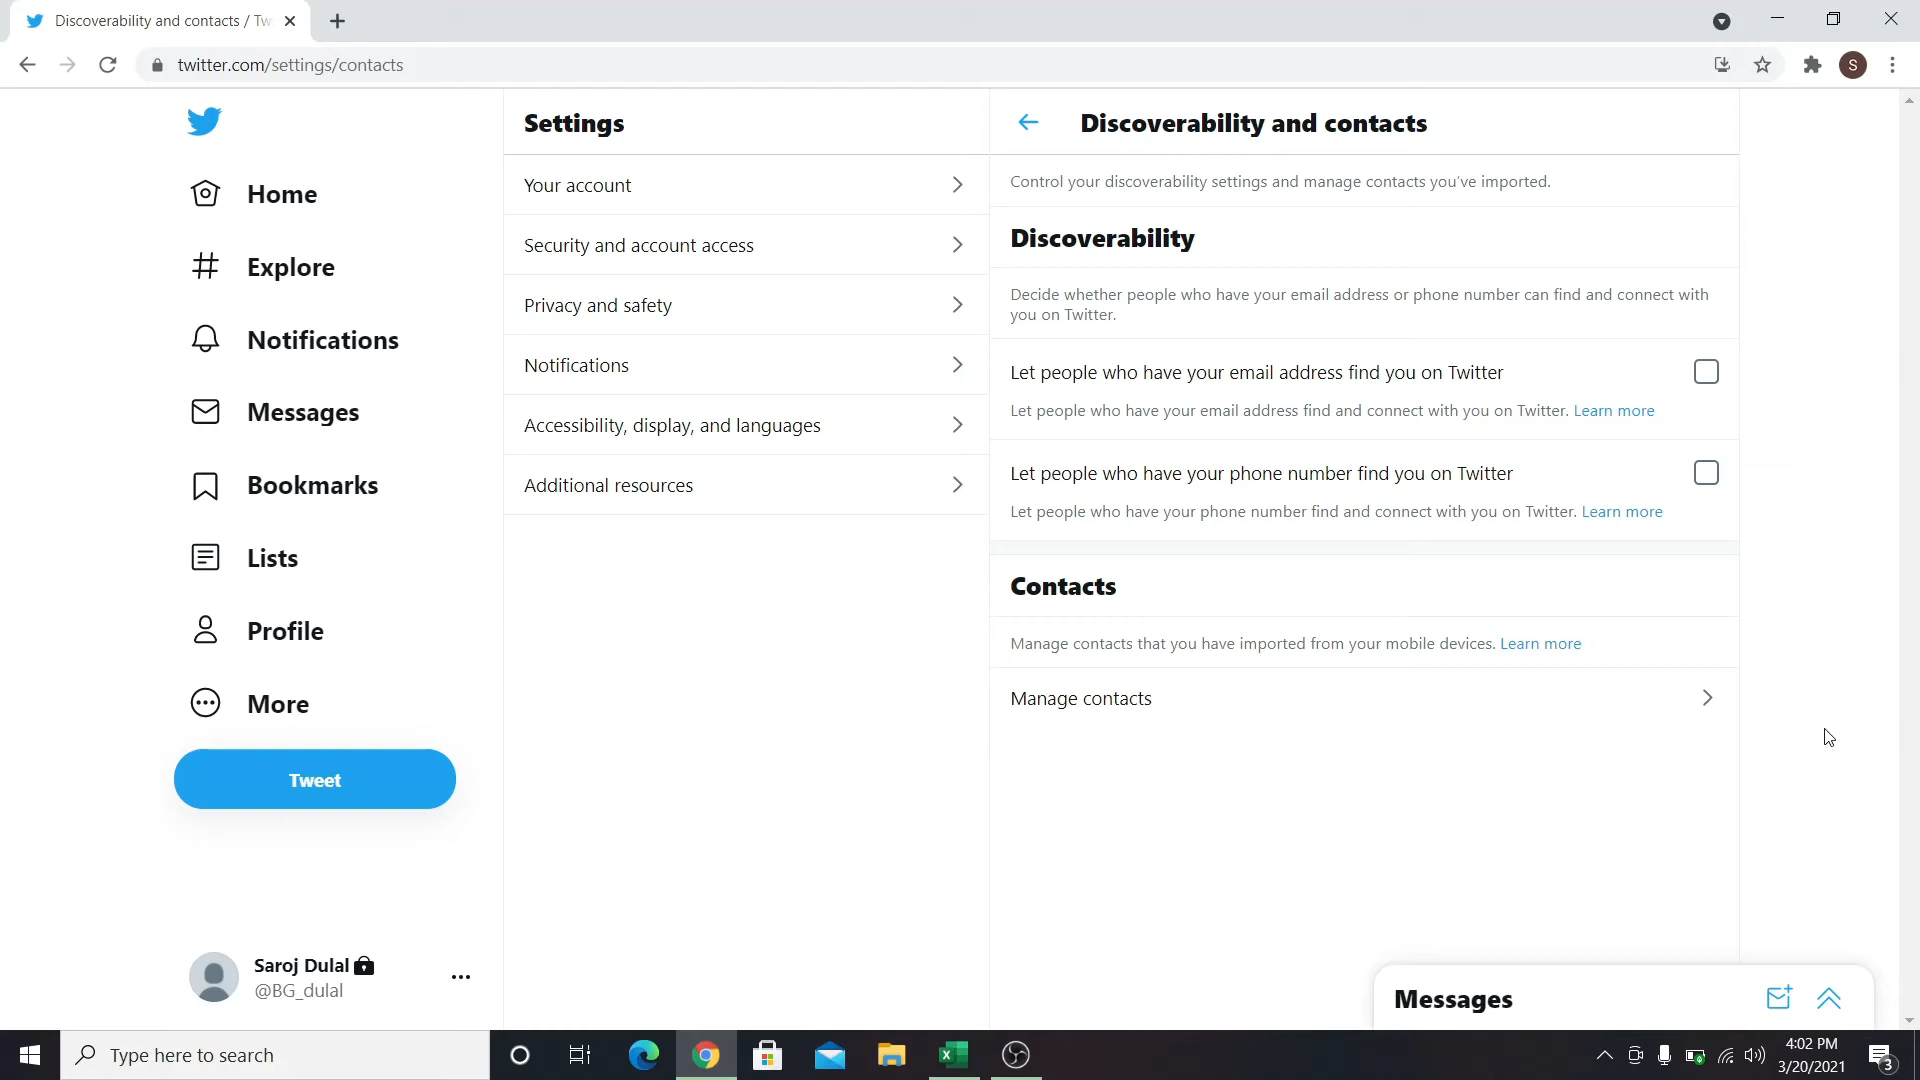 Discoverability and contacts / Tw
twitter.com/settings/contacts
S
Home
Explore
Notifications
Messages
Bookmarks
Lists
Profile
More
Tweet
Saroj Dulal
@BG_dulal
Settings
Your account
Security and account access
Privacy and safety
Notifications
Accessibility, display, and languages
Additional resources
Discoverability and contacts
Control your discoverability settings and manage contacts you’ve imported.
Discoverability
Decide whether people who have your email address or phone number can find and connect with
you on Twitter.
Let people who have your email address find you on Twitter
Let people who have your email address find and connect with you on Twitter. Learn more
Let people who have your phone number find you on Twitter
Let people who have your phone number find and connect with you on Twitter. Learn more
Contacts
Manage contacts that you have imported from your mobile devices. Learn more
Manage contacts
Messages
Type here to search
4:02 PM
3/20/2021
3